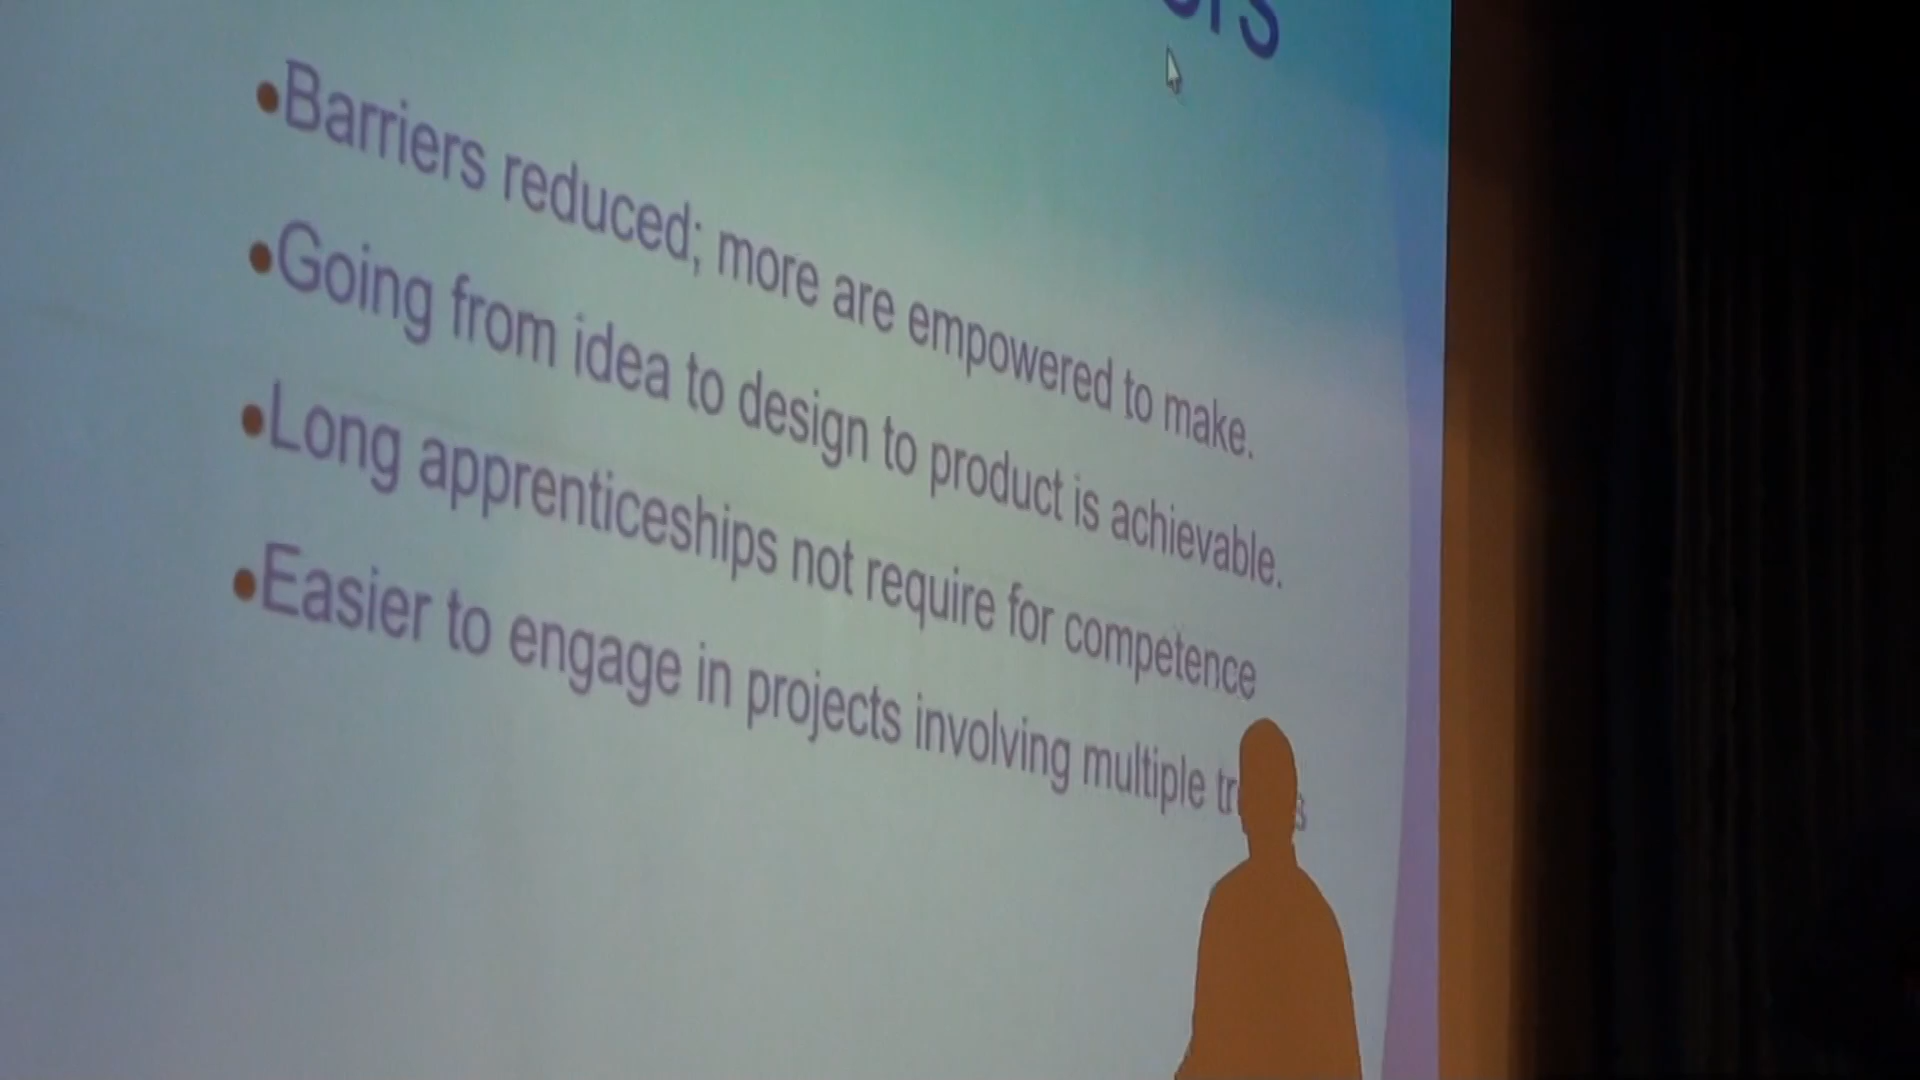 Barriers reduced; more are empowered to make.
Going from idea to design to product is achievable.
Long apprenticeships not require for competence
Easier to engage in projects involving multiple